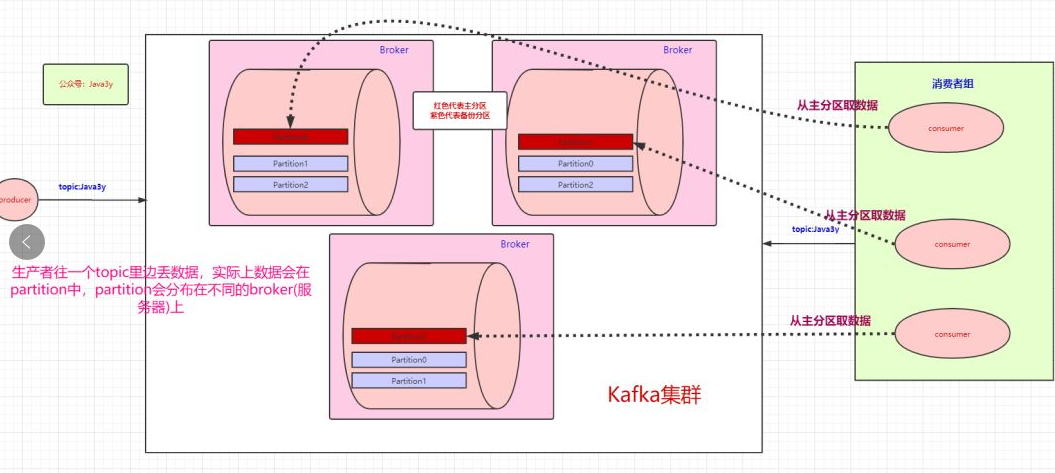 Broker
Broker
公众号：Java3y
消费者组
红色代表主分区
紫色代表备份分区
从主分区取数据
consumer
Partition1
Partition0
Partition2
Partition2
topic:Java3y
producer
从主分区取数据
topic:Java3y
consumer
Broker
生产者往一个topic里边丢数据，实际上数据会在
partition中，partition会分布在不同的broker(服
务器)上
从主分区取数据
consumer
Partition0
Partition1
Kafka集群